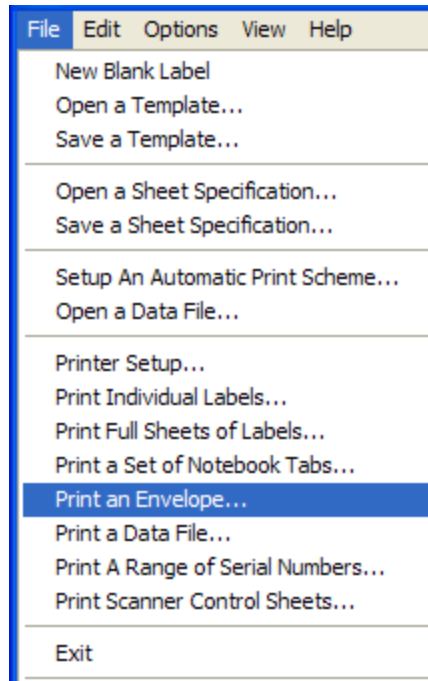 File Edit Options View Help
New Blank Label
Open a Template...
Save a Template...
Open a Sheet Specification...
Save a Sheet Specification...
Setup An Automatic Print Scheme...
Open a Data File...
Printer Setup...
Print Individual Labels...
Print Full Sheets of Labels...
Print a Set of Notebook Tabs...
Print an Envelope...
Print a Data File...
Print A Range of Serial Numbers...
Print Scanner Control Sheets...
Exit